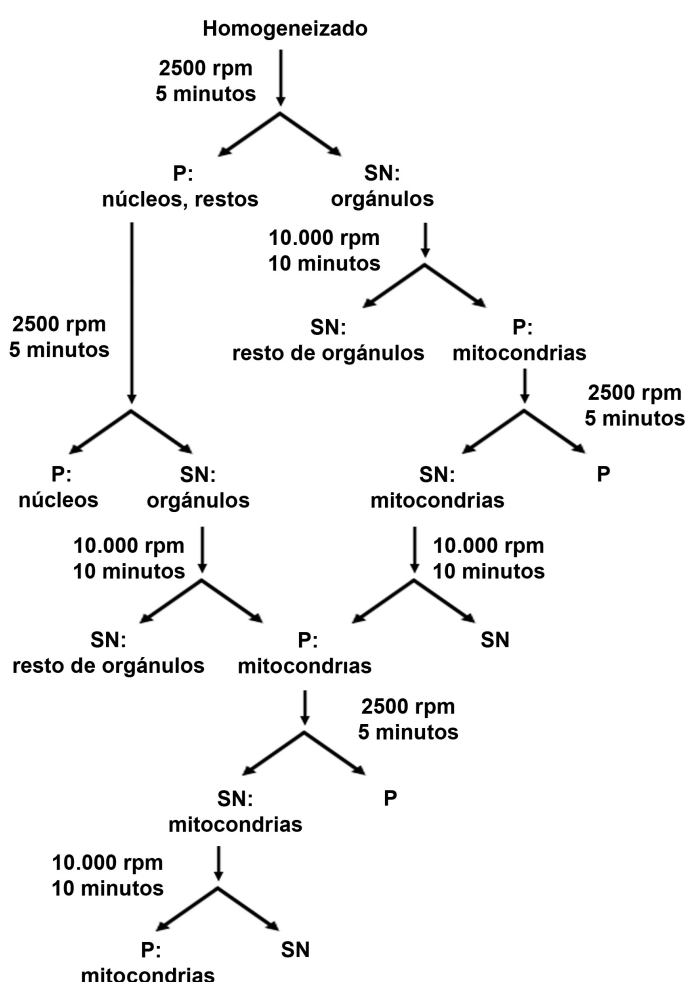 Homogeneizado
2500 rpm
5 minutos
P:
núcleos, restos
SN:
orgánulos
10.000 rpm
10 minutos
SN:
resto de orgánulos
P:
mitocondrias
2500 rpm
5 minutos
2500 rpm
5 minutos
P:
núcleos
SN:
orgánulos
SN:
mitocondrias
P
10.000 rpm
10 minutos
10.000 rpm
10 minutos
SN:
resto de orgánulos
P:
mitocondrias
SN
2500 rpm
5 minutos
SN:
mitocondrias
P
10.000 rpm
10 minutos
P:
mitocondrias
SN